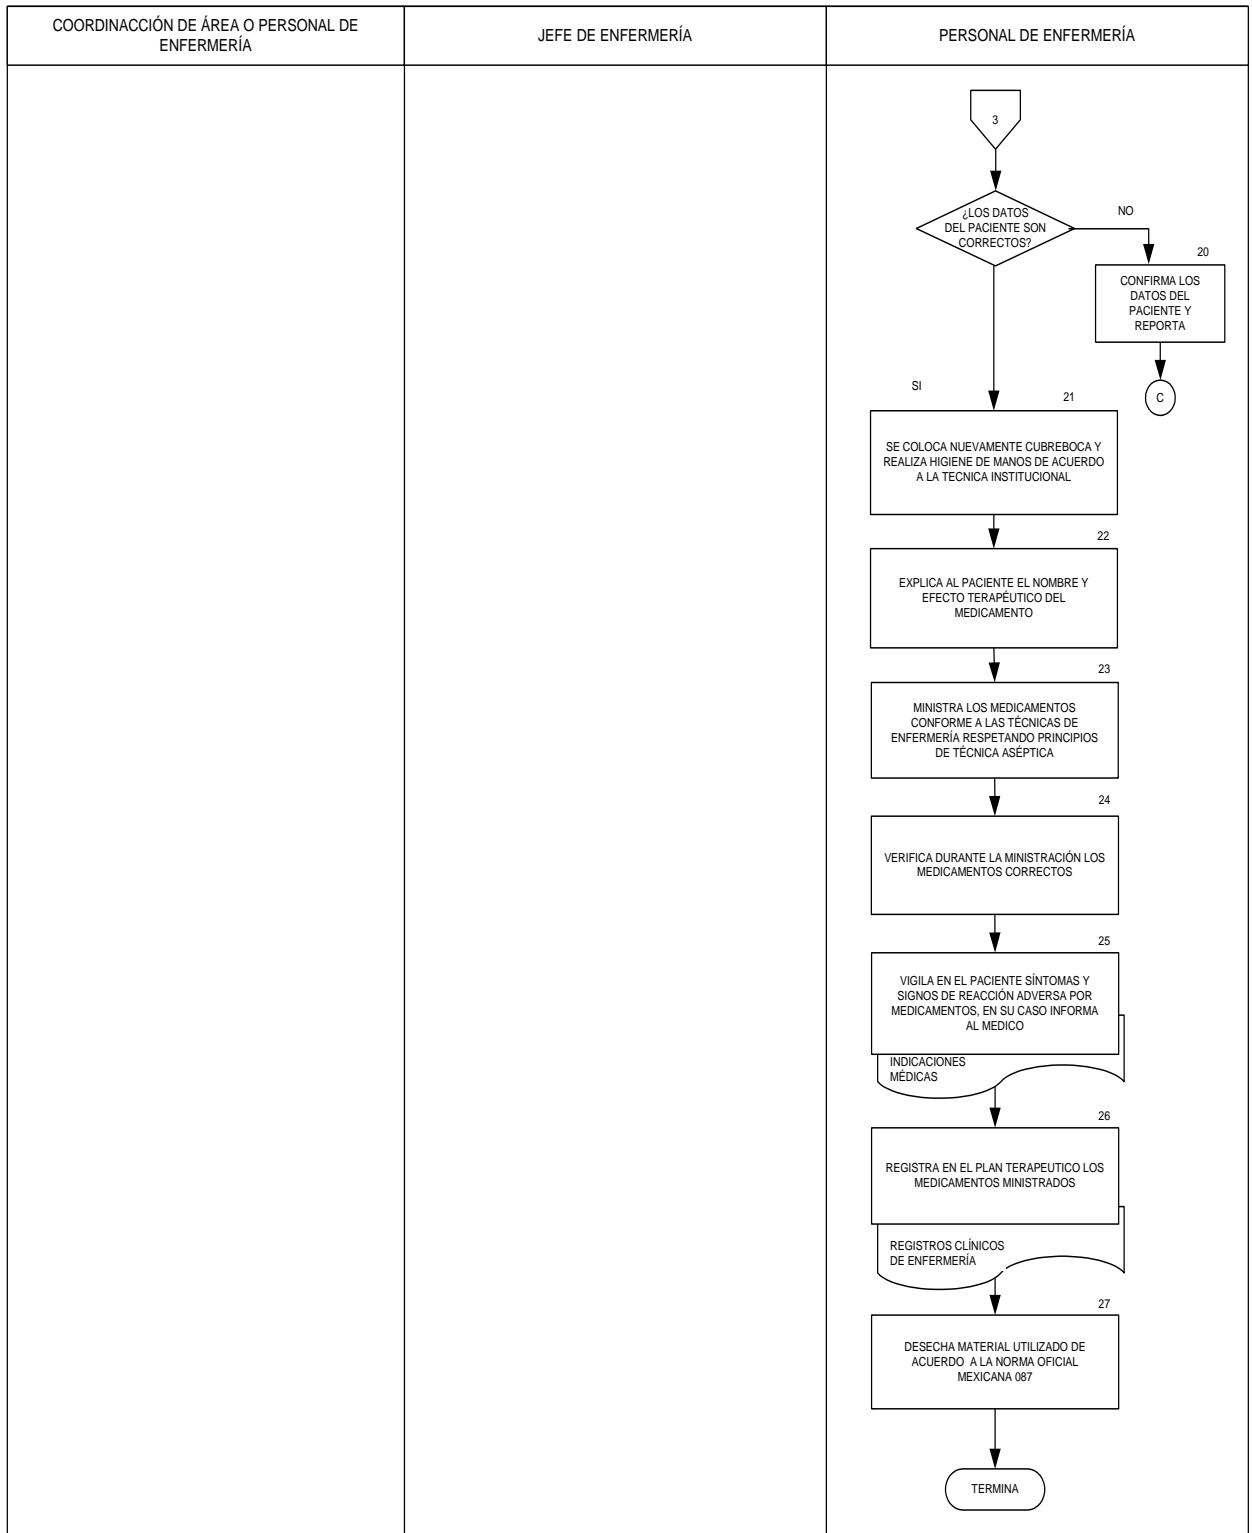 COORDINACCIÓN DE ÁREA O PERSONAL DE
ENFERMERÍA
JEFE DE ENFERMERÍA
PERSONAL DE ENFERMERÍA
3
¿LOS DATOS
DEL PACIENTE SON
CORRECTOS?
NO
20
CONFIRMA LOS
DATOS DEL
PACIENTE Y
REPORTA
C
SI
21
SE COLOCA NUEVAMENTE CUBREBOCA Y
REALIZA HIGIENE DE MANOS DE ACUERDO
A LA TECNICA INSTITUCIONAL
22
EXPLICA AL PACIENTE EL NOMBRE Y
EFECTO TERAPÉUTICO DEL
MEDICAMENTO
23
MINISTRA LOS MEDICAMENTOS
CONFORME A LAS TÉCNICAS DE
ENFERMERÍA RESPETANDO PRINCIPIOS
DE TÉCNICA ASÉPTICA
24
VERIFICA DURANTE LA MINISTRACIÓN LOS
MEDICAMENTOS CORRECTOS
25
VIGILA EN EL PACIENTE SÍNTOMAS Y
SIGNOS DE REACCIÓN ADVERSA POR
MEDICAMENTOS, EN SU CASO INFORMA
AL MEDICO
INDICACIONES
MÉDICAS
26
REGISTRA EN EL PLAN TERAPEUTICO LOS
MEDICAMENTOS MINISTRADOS
REGISTROS CLÍNICOS
DE ENFERMERÍA
27
DESECHA MATERIAL UTILIZADO DE
ACUERDO A LA NORMA OFICIAL
MEXICANA 087
TERMINA